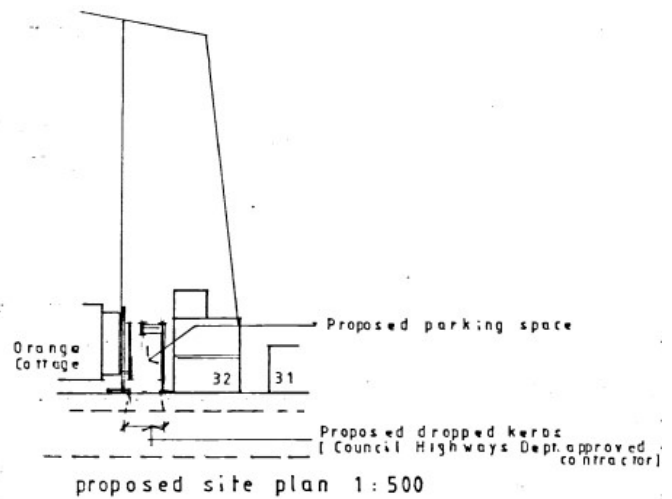 Proposed parking space
Orange
Cottage
32
31
Proposed dropped kerbs
[ Council Highways Dept. approved
contractor]
proposed site plan 1:500